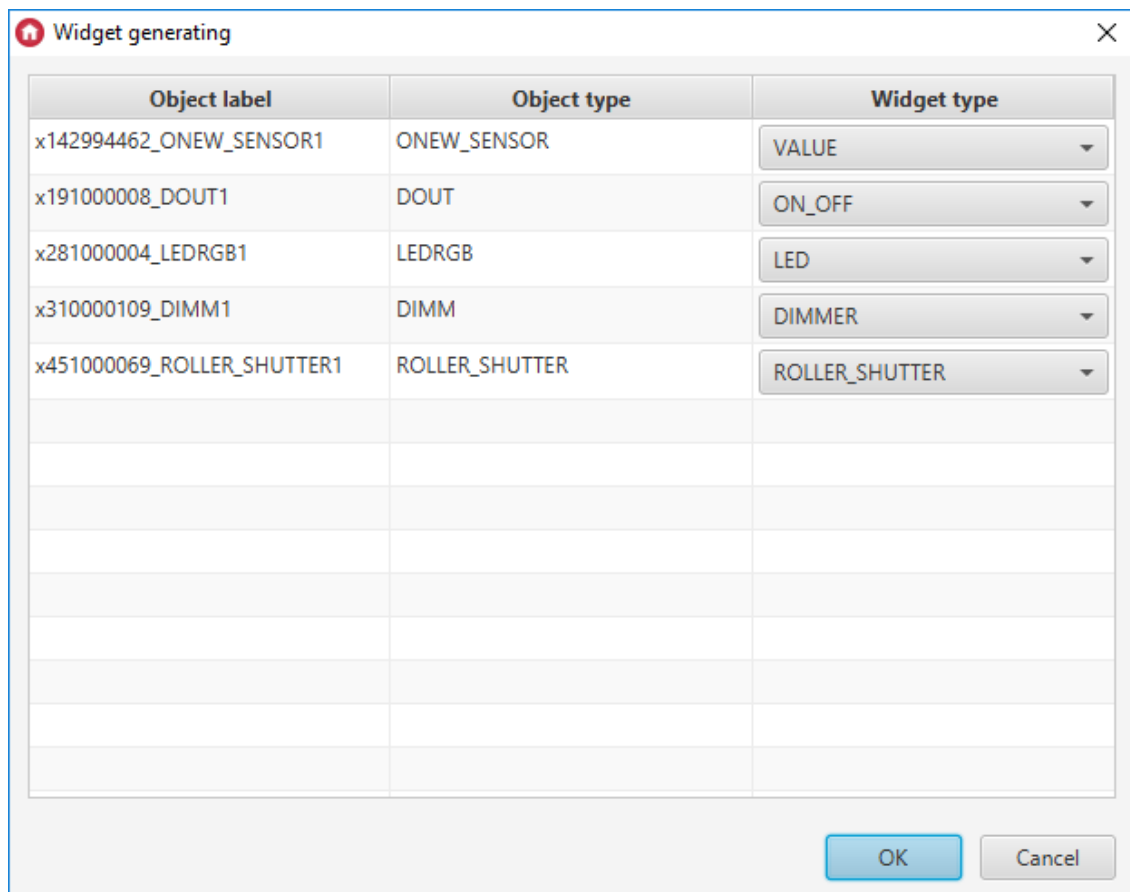 Widget generating
Object label Object type Widget type
x142994462_ONEW_SENSOR1 ONEW_SENSOR VALUE
x191000008_DOUT1 DOUT ON_OFF
x281000004_LEDRGB1 LEDRGB LED
x310000109_DIMM1 DIMM DIMMER
x451000069_ROLLER_SHUTTER1 ROLLER_SHUTTER ROLLER_SHUTTER
OK Cancel